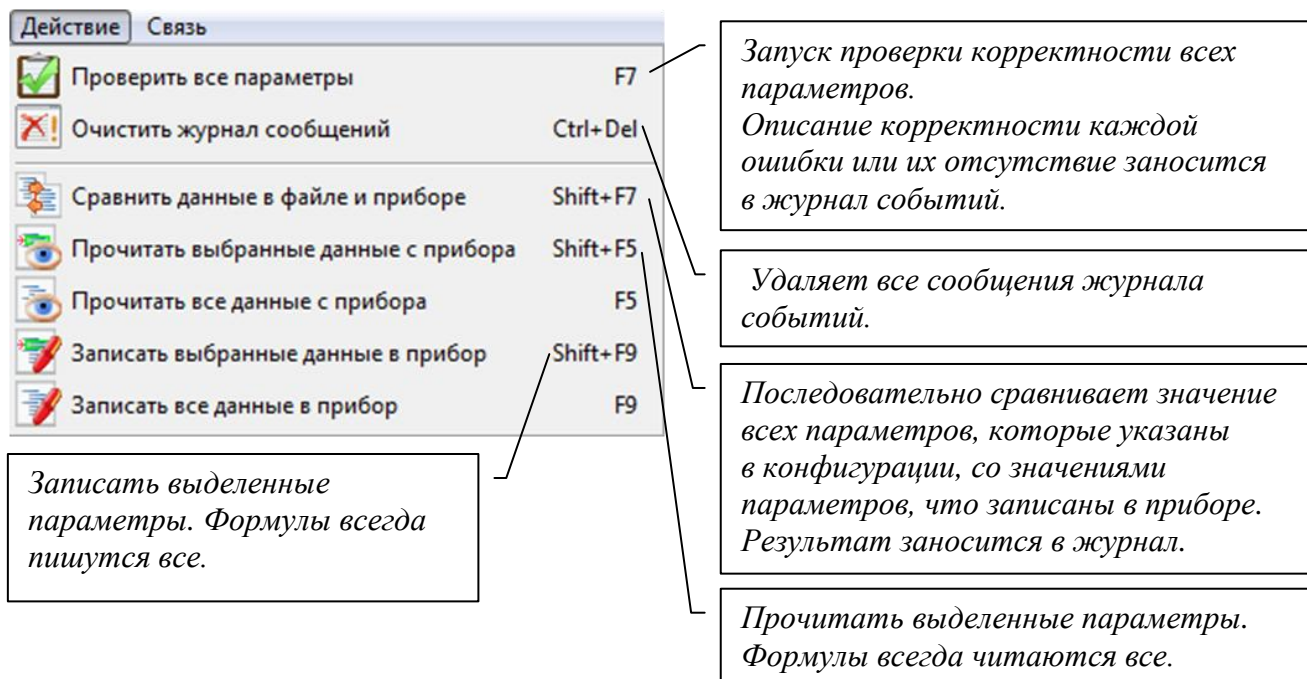 Действие Связь
Проверить все параметры F7
Очистить журнал сообщений Ctrl+Del
Сравнить данные в файле и приборе Shift+F7
Прочитать выбранные данные с прибора Shift+F5
Прочитать все данные с прибора F5
Записать выбранные данные в прибор Shift+F9
Записать все данные в прибор F9
Записать выделенные
параметры. Формулы всегда
пишутся все.
Запуск проверки корректности всех
параметров.
Описание корректности каждой
ошибки или их отсутствие заносится
в журнал событий.
Удаляет все сообщения журнала
событий.
Последовательно сравнивает значение
всех параметров, которые указаны
в конфигурации, со значениями
параметров, что записаны в приборе.
Результат заносится в журнал.
Прочитать выделенные параметры.
Формулы всегда читаются все.